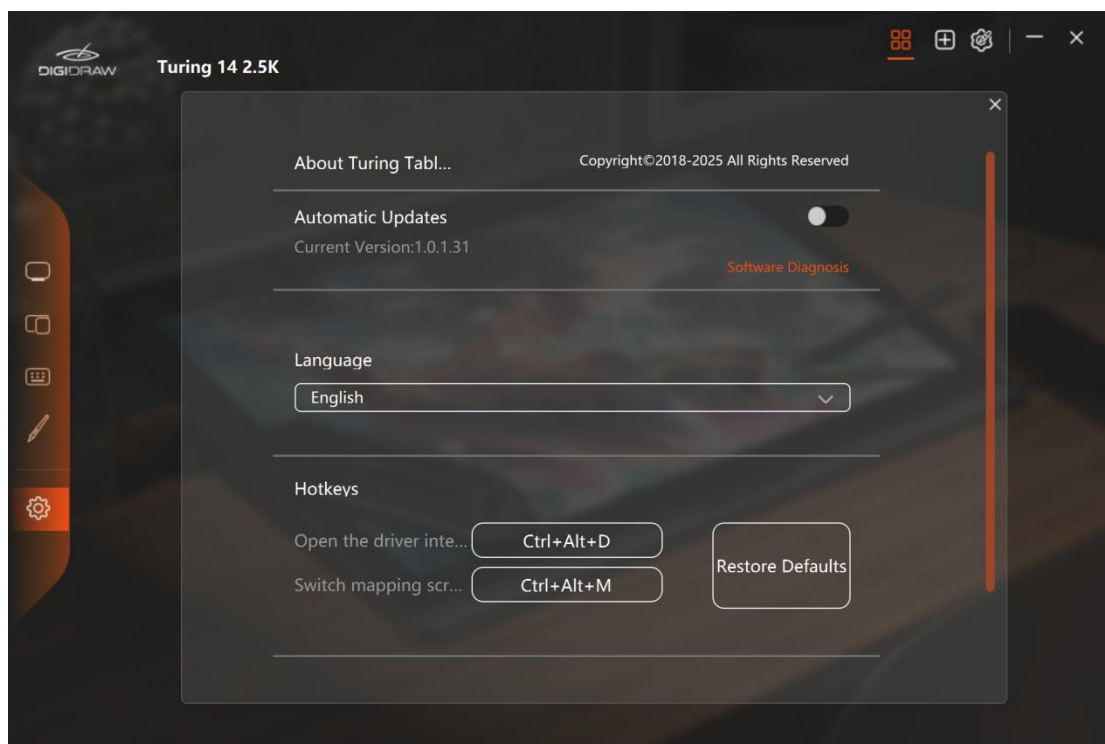 DIGIDRAW
Turing 14 2.5K
About Turing Tabl...
Copyright©2018-2025 All Rights Reserved
Automatic Updates
Current Version:1.0.1.31
Software Diagnosis
Language
English
Hotkeys
Open the driver inte...
Ctrl+Alt+D
Switch mapping scr...
Ctrl+Alt+M
Restore Defaults